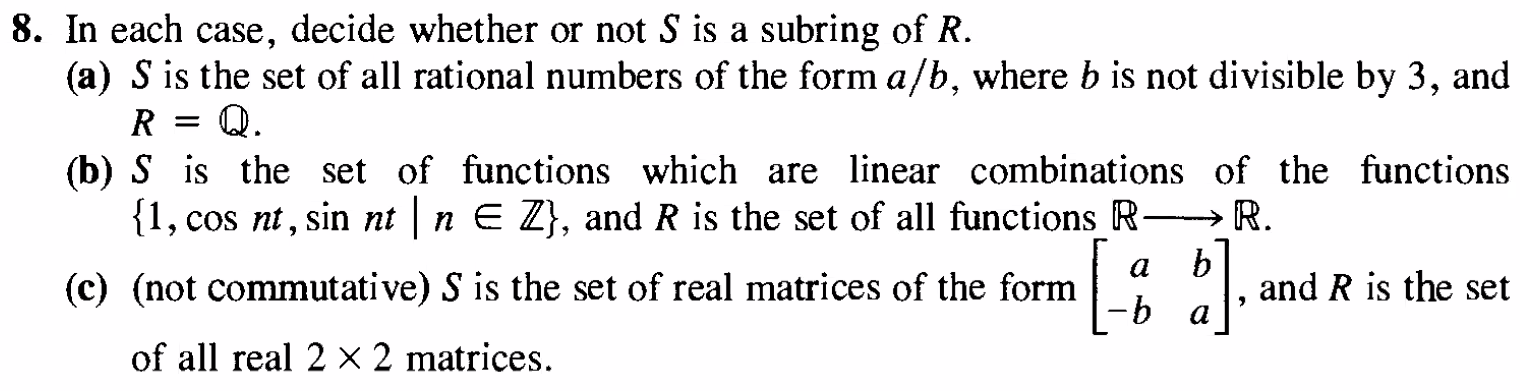 8. In each case, decide whether or not S is a subring of R.
(a) S is the set of all rational numbers of the form a/b, where b is not divisible by 3, and
R = ℚ.
(b) S is the set of functions which are linear combinations of the functions
{1, cos nt, sin nt | n ∈ ℤ}, and R is the set of all functions ℝ ⟶ ℝ.
(c) (not commutative) S is the set of real matrices of the form [a b; -b a], and R is the set
of all real 2 × 2 matrices.